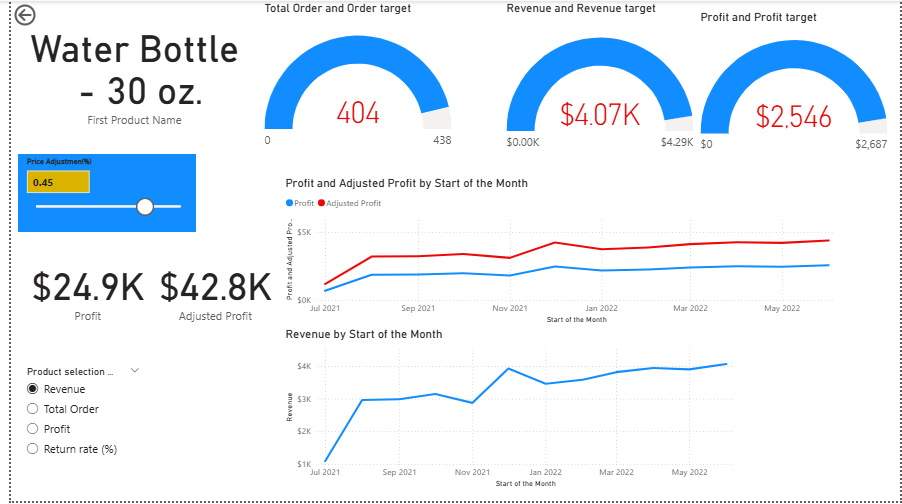 Water Bottle
- 30 oz.
First Product Name
Total Order and Order target
404
0
438
Revenue and Revenue target
$4.07K
$0.00K
$4.29K
Profit and Profit target
$2,546
$0
$2,687
Price Adjustmen(%)
0.45
$24.9K
Profit
$42.8K
Adjusted Profit
Product selection ...
Revenue
Total Order
Profit
Return rate (%)
Profit and Adjusted Profit by Start of the Month
Profit
Adjusted Profit
Profit and Adjusted Pro...
$5K
$0K
Jul 2021
Sep 2021
Nov 2021
Jan 2022
Mar 2022
May 2022
Start of the Month
Revenue by Start of the Month
Revenue
$4K
$3K
$2K
$1K
Jul 2021
Sep 2021
Nov 2021
Jan 2022
Mar 2022
May 2022
Start of the Month